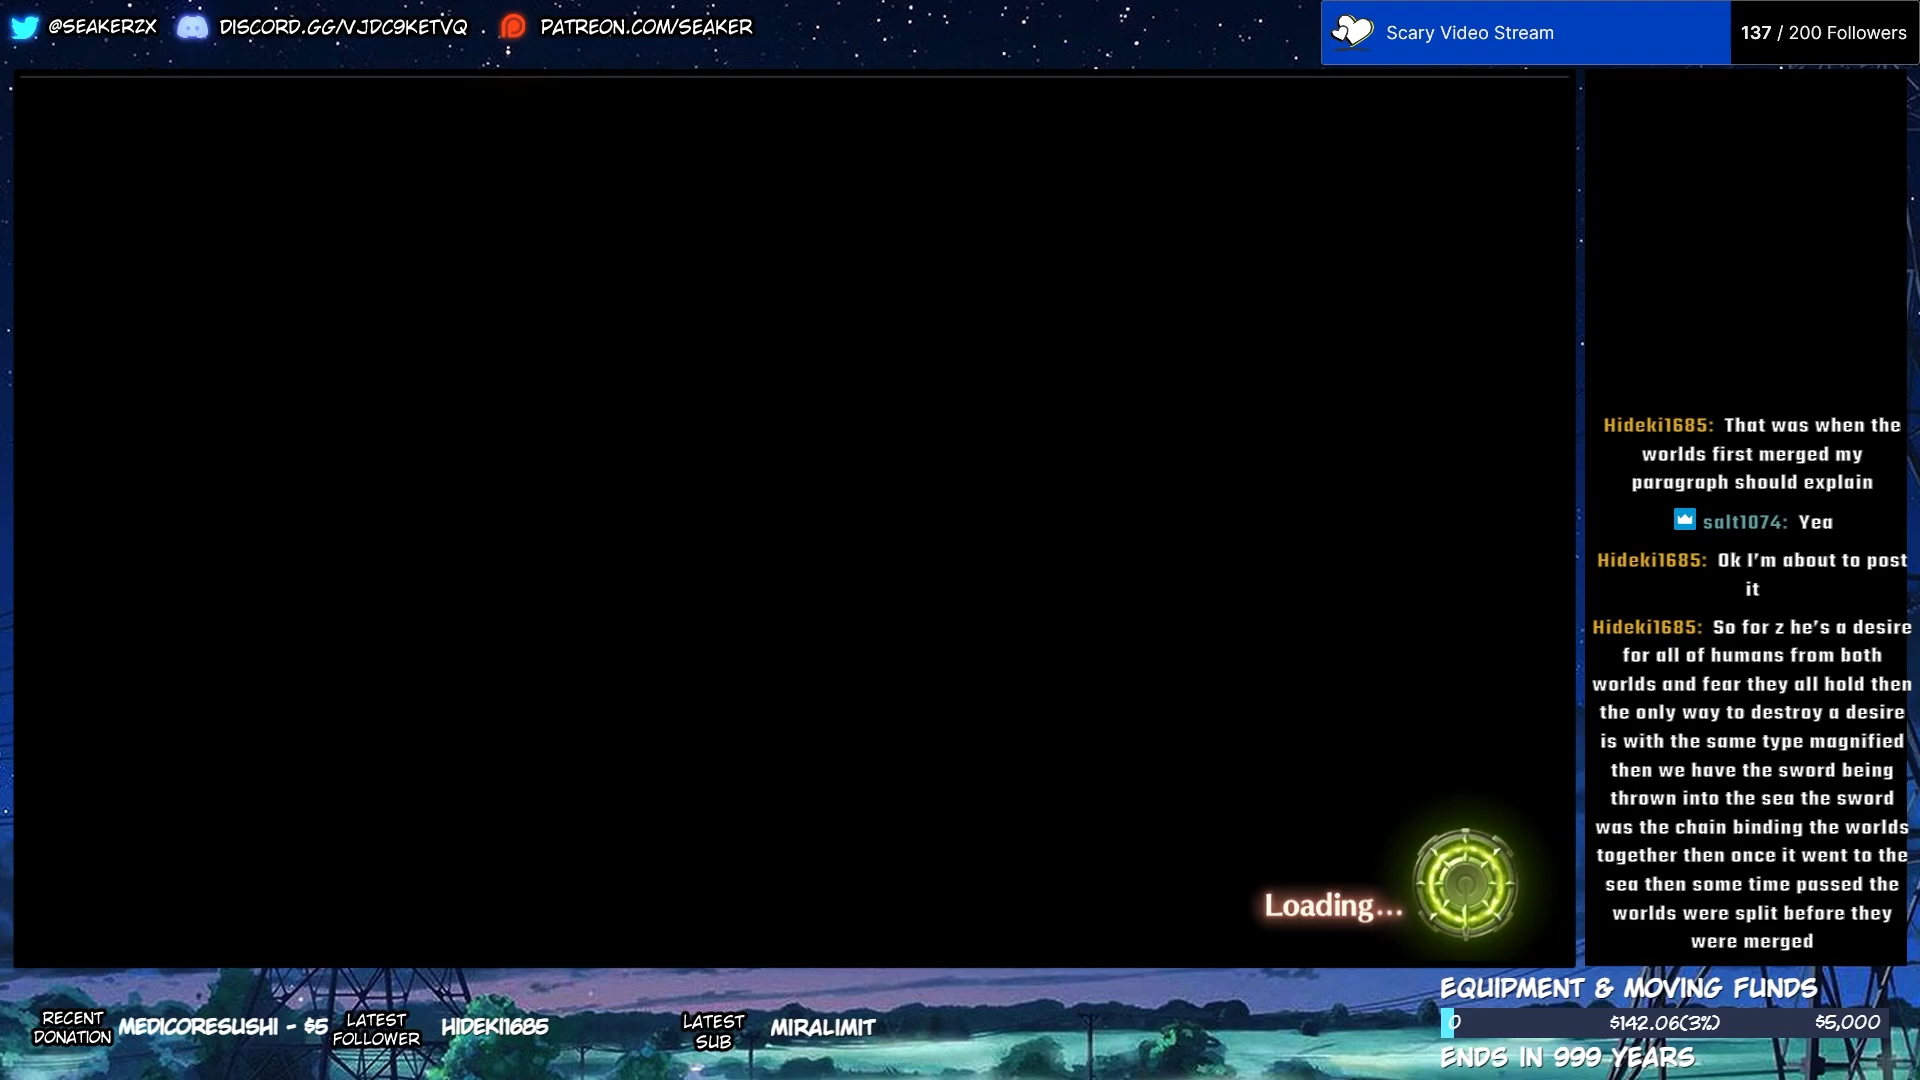 @SEAKERZX DISCORD.GG/VJDC9KETVQ PATREON.COM/SEAKER
Scary Video Stream 137 / 200 Followers
Hideki1685: That was when the
worlds first merged my
paragraph should explain
salt1074: Yea
Hideki1685: Ok I'm about to post
it
Hideki1685: So for z he's a desire
for all of humans from both
worlds and fear they all hold then
the only way to destroy a desire
is with the same type magnified
then we have the sword being
thrown into the sea the sword
was the chain binding the worlds
together then once it went to the
sea then some time passed the
worlds were split before they
were merged
Loading...
RECENT DONATION MEDICORESUSHI - $5
LATEST FOLLOWER HIDEKI1685
LATEST SUB MIRALIMIT
EQUIPMENT & MOVING FUNDS
0 $142.06(3%) $5,000
ENDS IN 999 YEARS